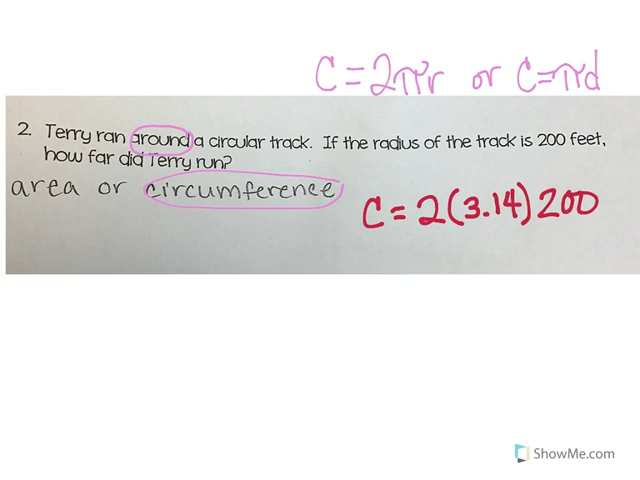 C = 2πr or C = πd
2. Terry ran around a circular track. If the radius of the track is 200 feet,
how far did Terry run?
area or circumference
C = 2(3.14)200
ShowMe.com